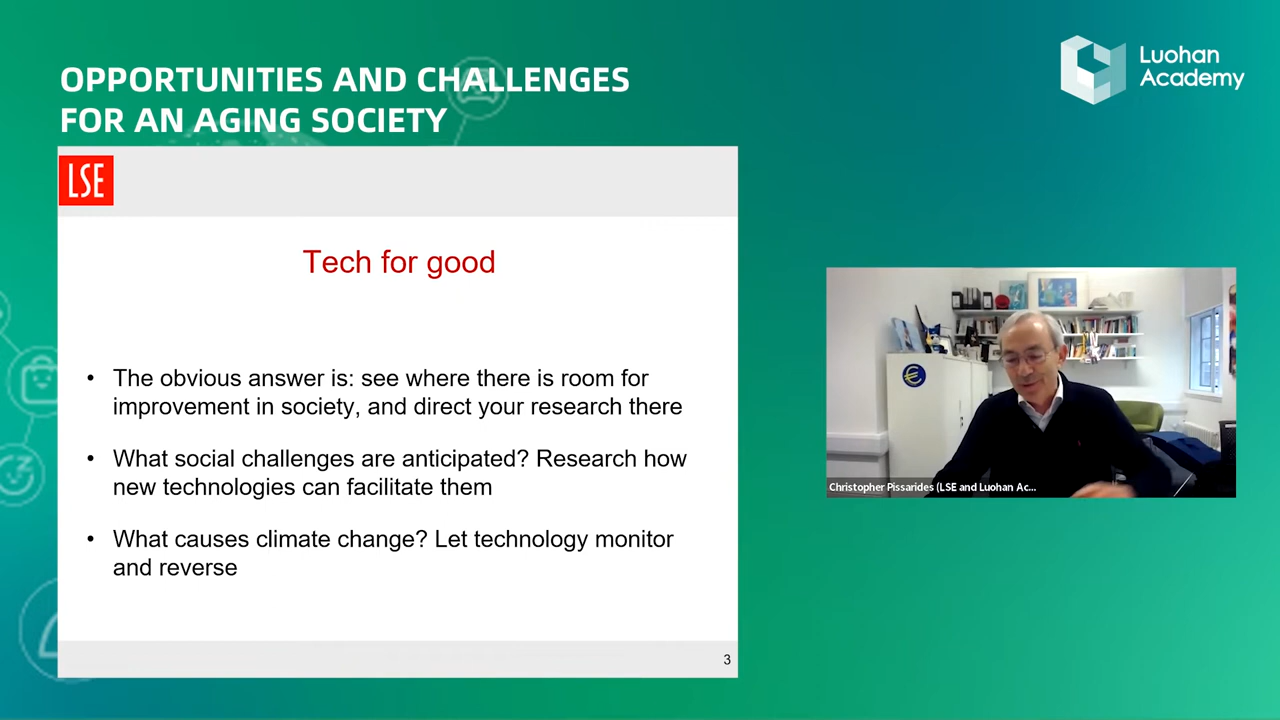 OPPORTUNITIES AND CHALLENGES
FOR AN AGING SOCIETY
Luohan
Academy
LSE
Tech for good
• The obvious answer is: see where there is room for
improvement in society, and direct your research there
• What social challenges are anticipated? Research how
new technologies can facilitate them
• What causes climate change? Let technology monitor
and reverse
3
€
Christopher Pissarides (LSE and Luohan Ac...